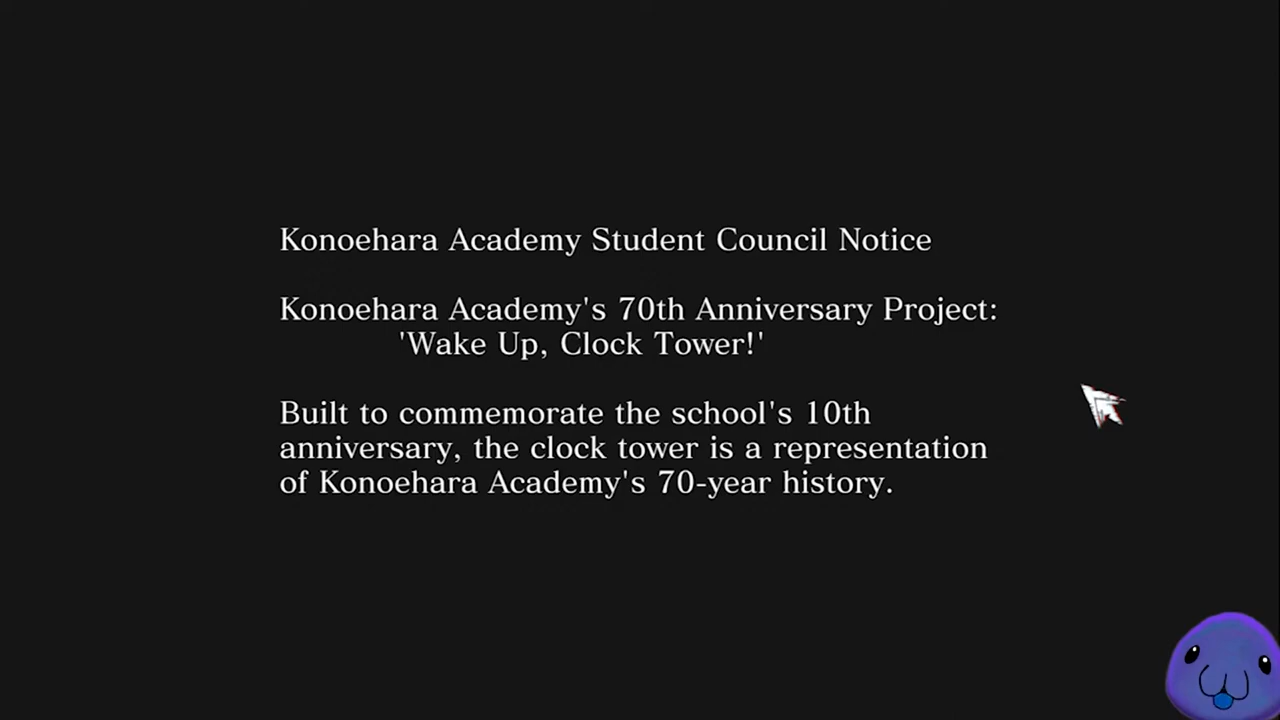 Konoehara Academy Student Council Notice
Konoehara Academy's 70th Anniversary Project:
'Wake Up, Clock Tower!'
Built to commemorate the school's 10th
anniversary, the clock tower is a representation
of Konoehara Academy's 70-year history.